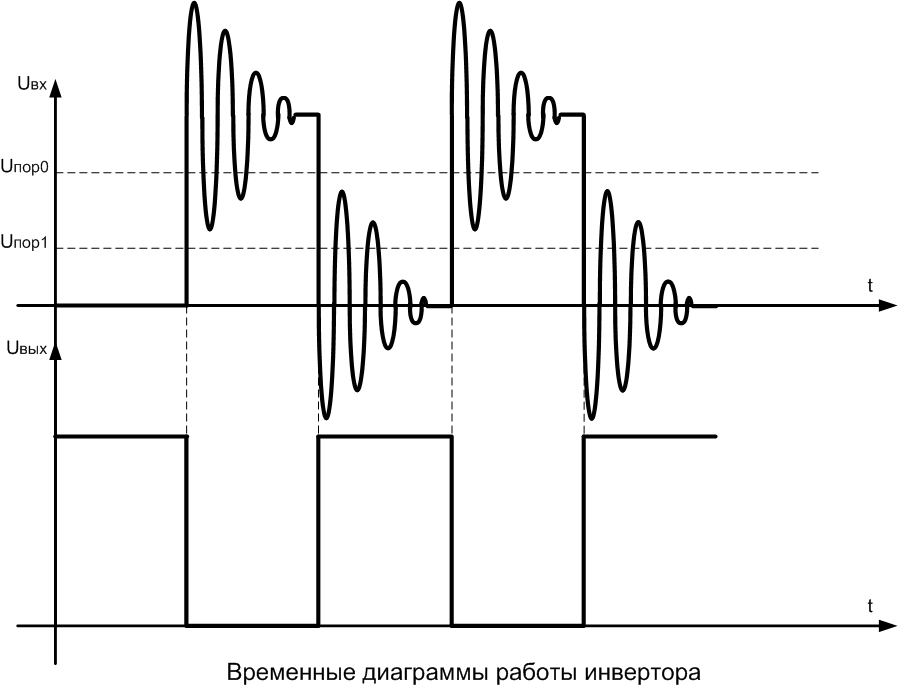 Uвх
Uпор0
Uпор1
t
Uвых
t
Временные диаграммы работы инвертора